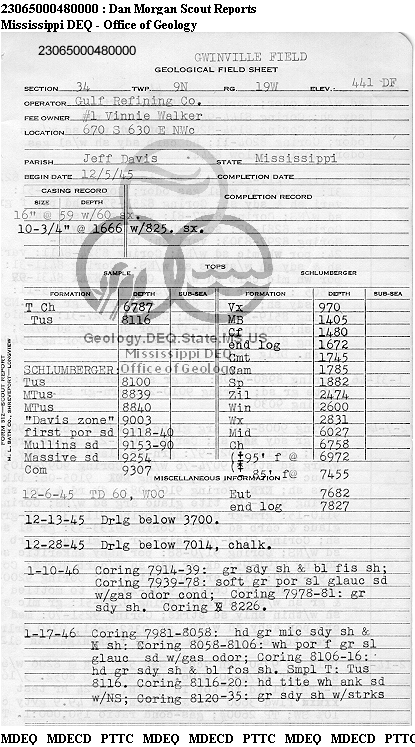 23065000480000 : Dan Morgan Scout Reports
Mississippi DEQ - Office of Geology
23065000480000
GWINVILLE FIELD
GEOLOGICAL FIELD SHEET
SECTION 34 TWP. 9N RG. 19W ELEV.: 441 DF
OPERATOR Gulf Refining Co.
FEE OWNER #1 Vinnie Walker
LOCATION 670 S 630 E NWc
PARISH Jeff Davis STATE Mississippi
BEGIN DATE 12/5/45 COMPLETION DATE
CASING RECORD COMPLETION RECORD
SIZE DEPTH
16" @ 59 w/60 sx.
10-3/4" @ 1666 w/825. sx.
SAMPLE TOPS SCHLUMBERGER
FORMATION DEPTH SUB-SEA FORMATION DEPTH SUB-SEA
T Ch 6787 Vx 970
Tus 8116 MB 1405
Cf 1480
Geology.DEQ.State.MS.US
end log 1672
Mississippi DEQ
Cmt 1745
SCHLUMBERGER: Office of Geology Cam 1785
Tus 8100 Sp 1882
MTus 8839 Zil 2474
MTus 8840 Win 2600
"Davis zone" 9003 Wx 2831
first por sd 9118-40 Mid 6027
Mullins sd 9153-90 Ch 6758
Massive sd 9254 (‡95' f @ 6972
Com 9307 (‡ 85' f@ 7455
MISCELLANEOUS INFORMATION
12-6-45 TD 60, WOC Eut 7682
end log 7827
12-13-45 Drlg below 3700.
12-28-45 Drlg below 7014, chalk.
1-10-46 Coring 7914-39: gr sdy sh & bl fis sh;
Coring 7939-78: soft gr por sl glauc sd
w/gas odor cond; Coring 7978-81: gr
sdy sh. Coring @ 8226.
1-17-46 Coring 7981-8058: hd gr mic sdy sh &
sh; Coring 8058-8106: wh por f gr sl
glauc sd w/gas odor; Coring 8106-16:
hd gr sdy sh & bl fos sh. Smpl T: Tus
8116. Coring 8116-20: hd tite wh ank sd
w/NS; Coring 8120-35: gr sdy sh w/strks
FORM 512—SCOUT REPORT
M. L. BATH CO., SHREVEPORT—LONGVIEW
MDEQ MDECD PTTC MDEQ MDECD PTTC MDEQ MDECD PTTC MDEQ